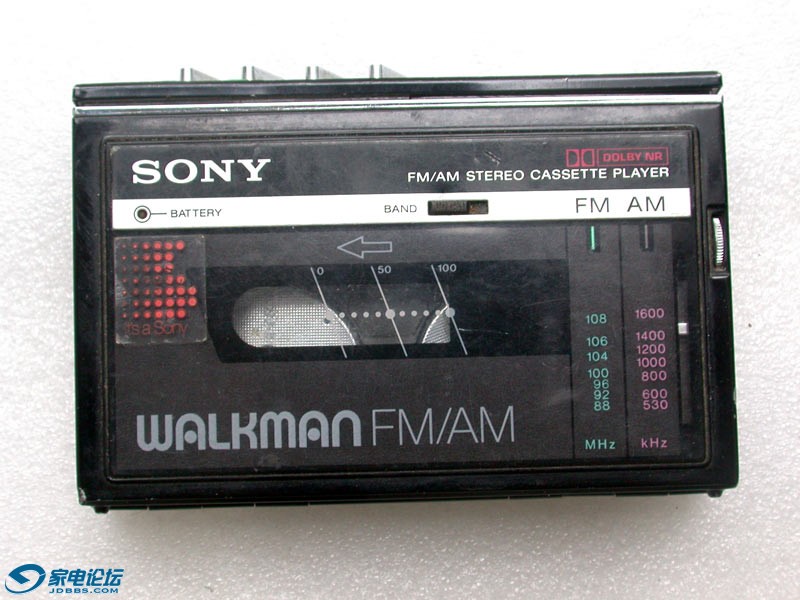 DOLBY NR
SONY
FM/AM STEREO CASSETTE PLAYER
BATTERY
BAND
FM AM
It's a Sony
0 50 100
108 1600
106 1400
104 1200
100 1000
96 800
92 600
88 530
MHz kHz
WALKMAN FM/AM
家电论坛
JDBBS.COM